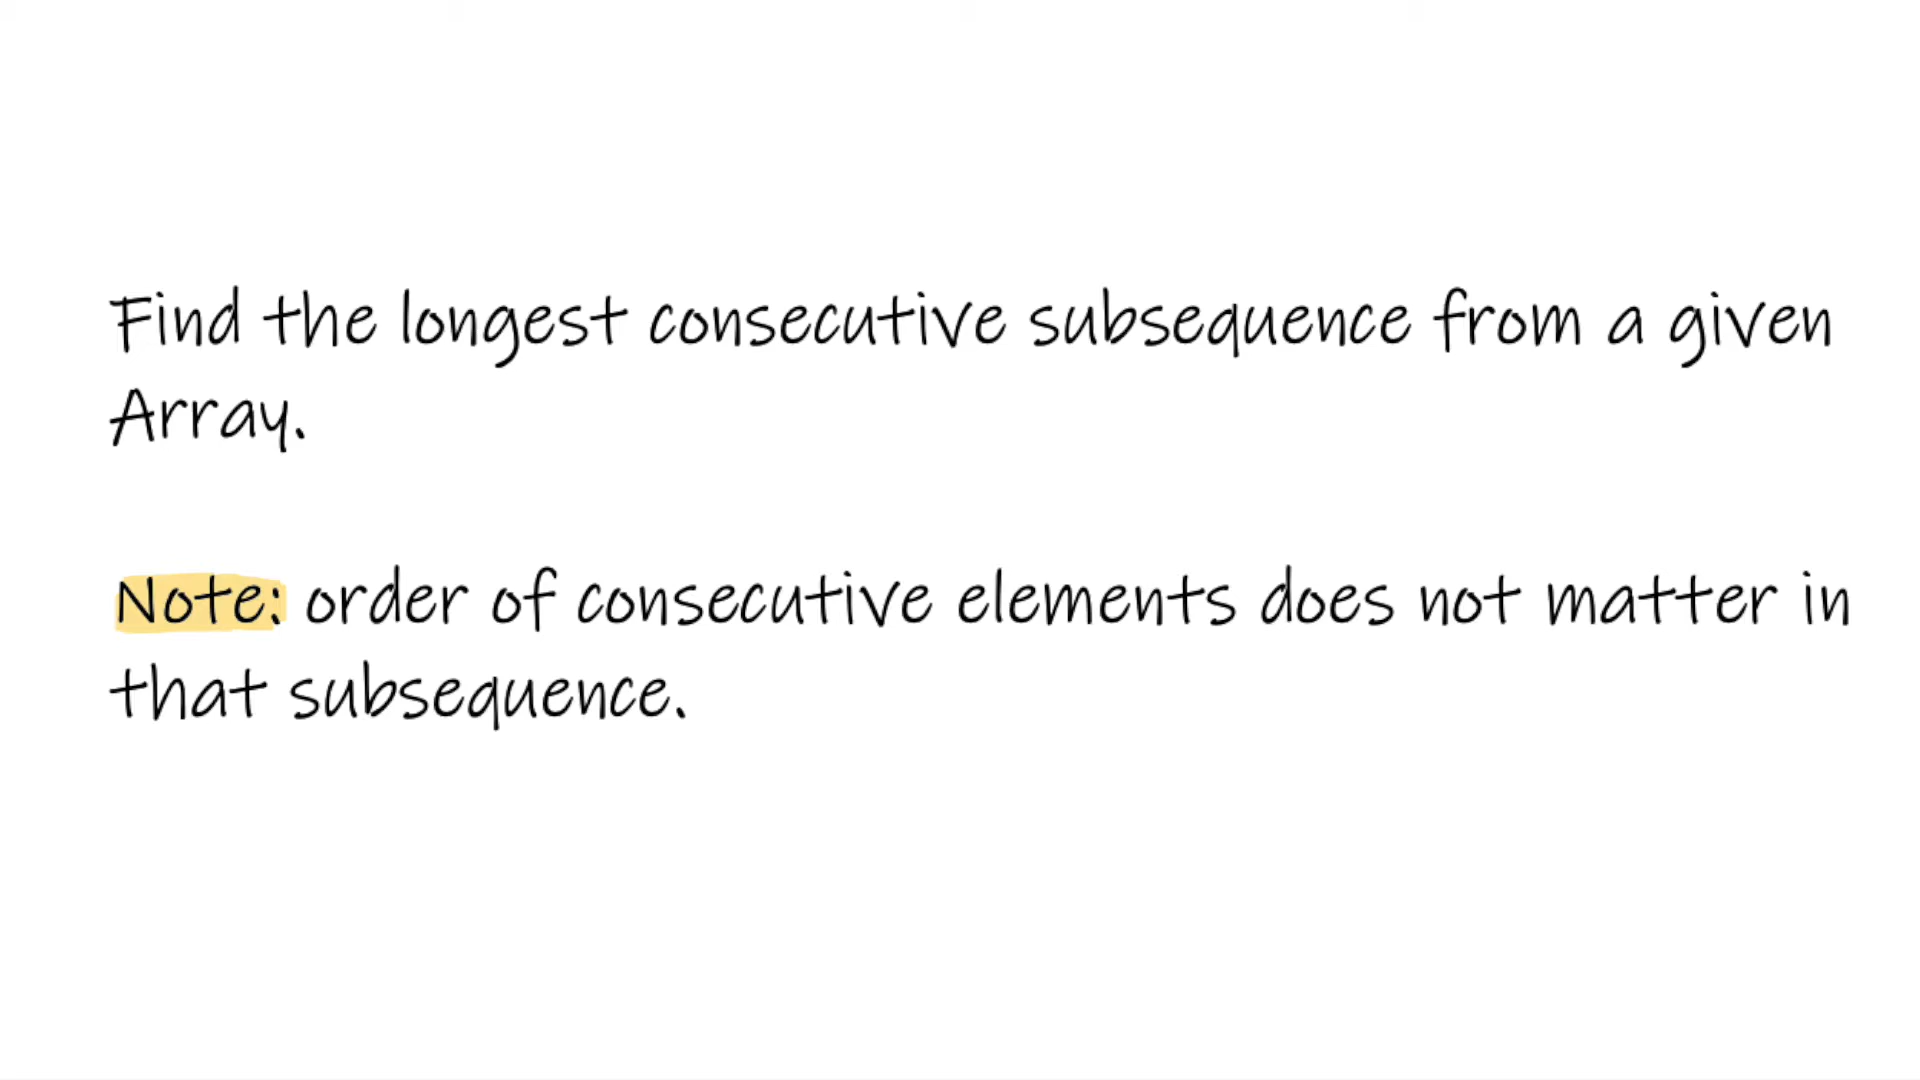 Find the longest consecutive subsequence from a given
Array.
Note: order of consecutive elements does not matter in
that subsequence.